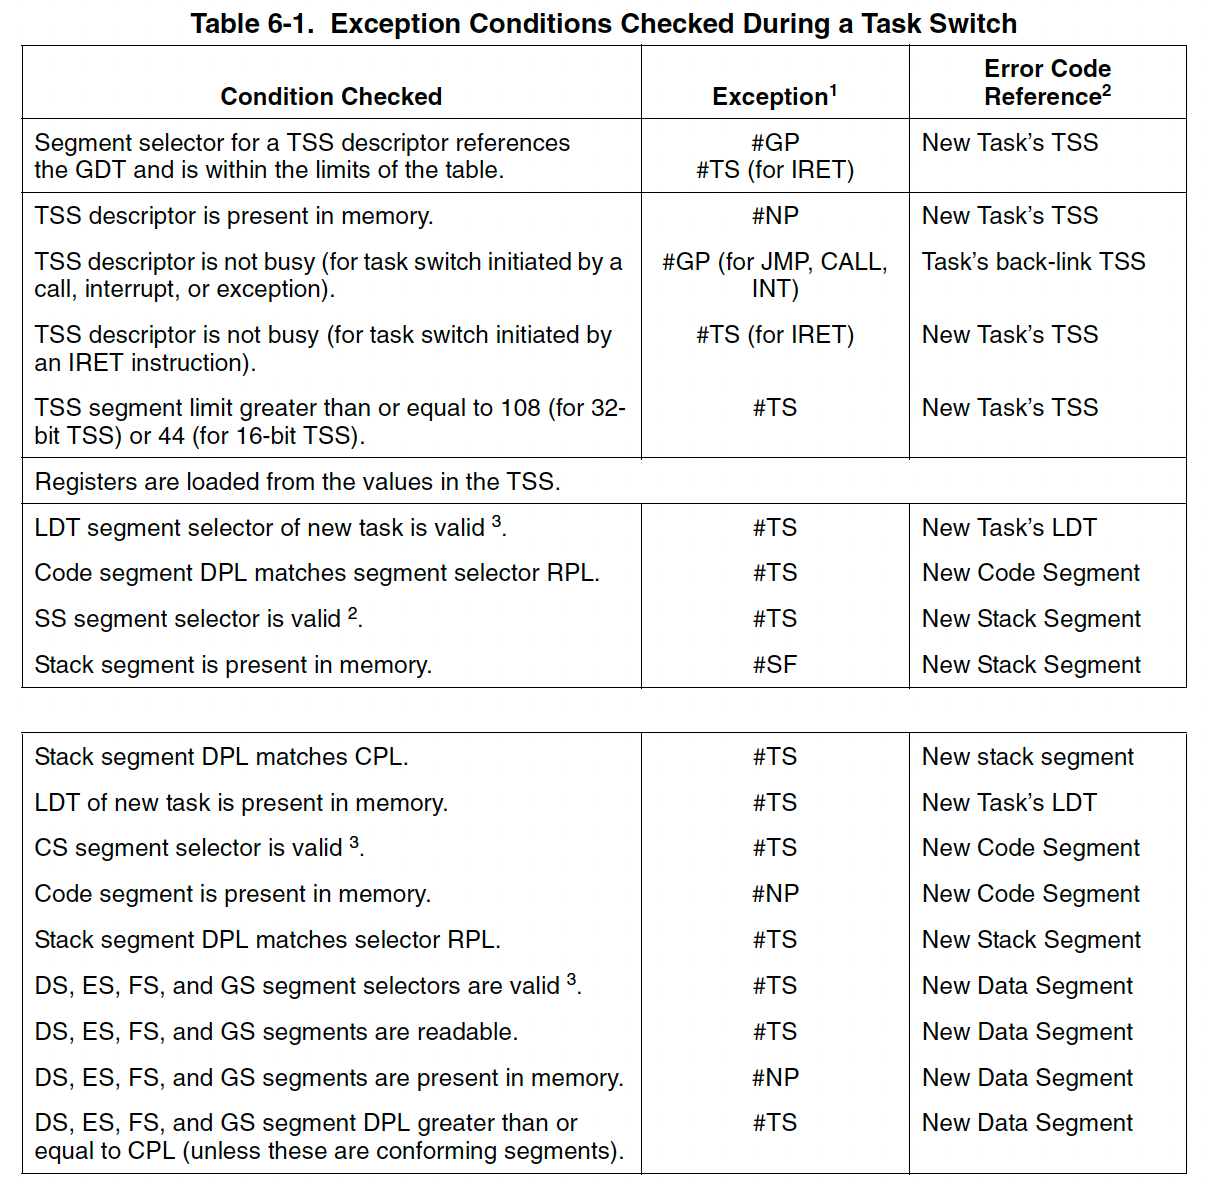 Table 6-1. Exception Conditions Checked During a Task Switch
Condition Checked Exception1 Error Code Reference2
Segment selector for a TSS descriptor references #GP New Task's TSS
the GDT and is within the limits of the table. #TS (for IRET)
TSS descriptor is present in memory. #NP New Task's TSS
TSS descriptor is not busy (for task switch initiated by a #GP (for JMP, CALL, Task's back-link TSS
call, interrupt, or exception). INT)
TSS descriptor is not busy (for task switch initiated by #TS (for IRET) New Task's TSS
an IRET instruction).
TSS segment limit greater than or equal to 108 (for 32- #TS New Task's TSS
bit TSS) or 44 (for 16-bit TSS).
Registers are loaded from the values in the TSS.
LDT segment selector of new task is valid 3. #TS New Task's LDT
Code segment DPL matches segment selector RPL. #TS New Code Segment
SS segment selector is valid 2. #TS New Stack Segment
Stack segment is present in memory. #SF New Stack Segment
Stack segment DPL matches CPL. #TS New stack segment
LDT of new task is present in memory. #TS New Task's LDT
CS segment selector is valid 3. #TS New Code Segment
Code segment is present in memory. #NP New Code Segment
Stack segment DPL matches selector RPL. #TS New Stack Segment
DS, ES, FS, and GS segment selectors are valid 3. #TS New Data Segment
DS, ES, FS, and GS segments are readable. #TS New Data Segment
DS, ES, FS, and GS segments are present in memory. #NP New Data Segment
DS, ES, FS, and GS segment DPL greater than or #TS New Data Segment
equal to CPL (unless these are conforming segments).